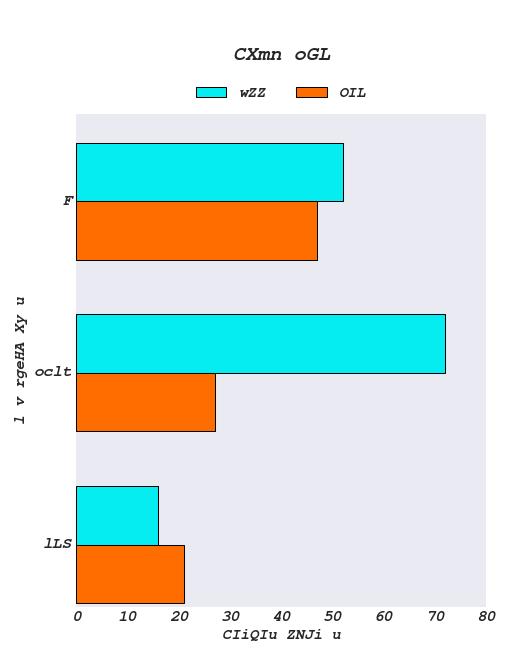 CXmn oGL
wZZ OIL
F
oclt
lLS
l v rgeHA Xy u
0 10 20 30 40 50 60 70 80
CIiQIu ZNJi u